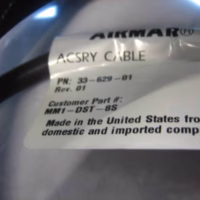 AIRMAR®
ACSRY CABLE
PN: 33-629-01
Rev. 01
Customer Part #:
MM1-DST-8S
Made in the United States fro
domestic and imported comp